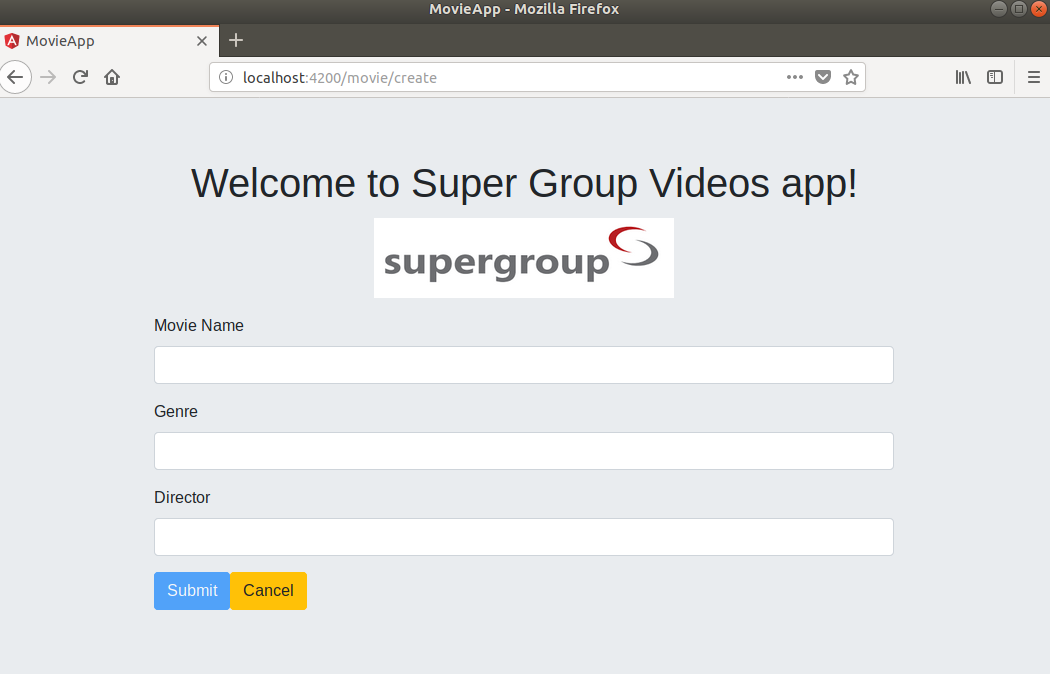 MovieApp - Mozilla Firefox
MovieApp
localhost:4200/movie/create
Welcome to Super Group Videos app!
supergroup
Movie Name
Genre
Director
Submit Cancel